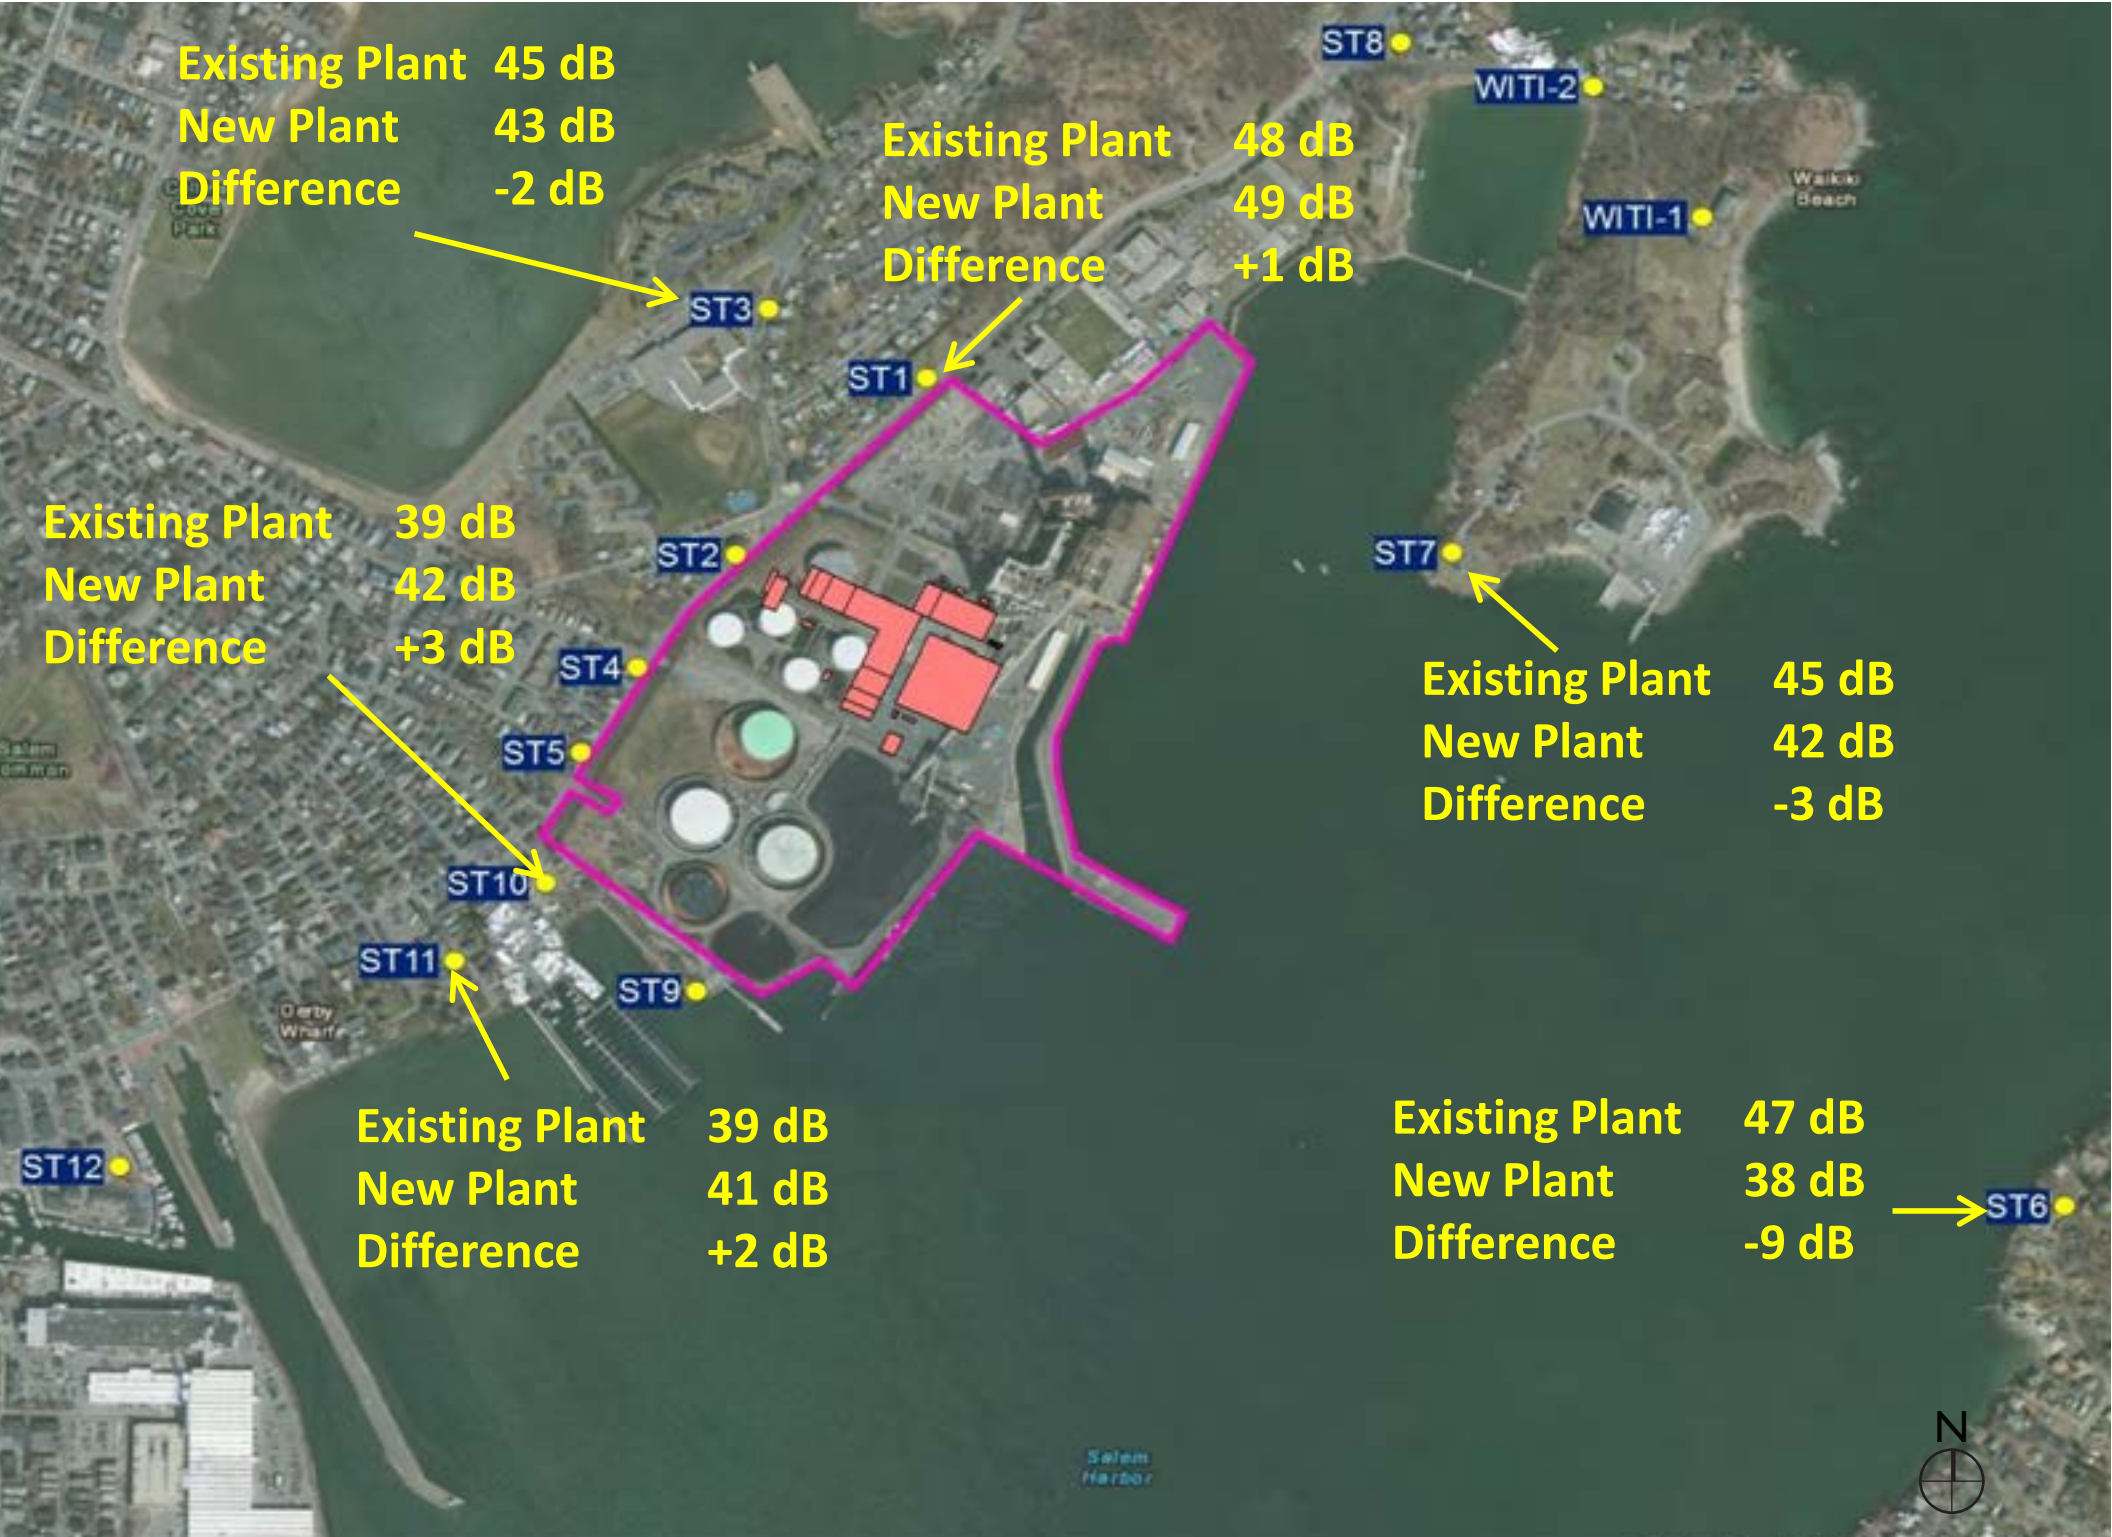 ST8
Existing Plant 45 dB
New Plant 43 dB
Difference -2 dB
WITI-2
Existing Plant 48 dB
New Plant 49 dB
Difference +1 dB
Waikiki
Beach
Cove
Park
WITI-1
ST3
ST1
Existing Plant 39 dB
New Plant 42 dB
Difference +3 dB
ST2
ST7
ST4
Existing Plant 45 dB
New Plant 42 dB
Difference -3 dB
ST5
Salem
ST10
ST11
ST9
Derby
Wharf
Existing Plant 39 dB
New Plant 41 dB
Difference +2 dB
ST12
Existing Plant 47 dB
New Plant 38 dB
Difference -9 dB
ST6
N
Salem
Harbor